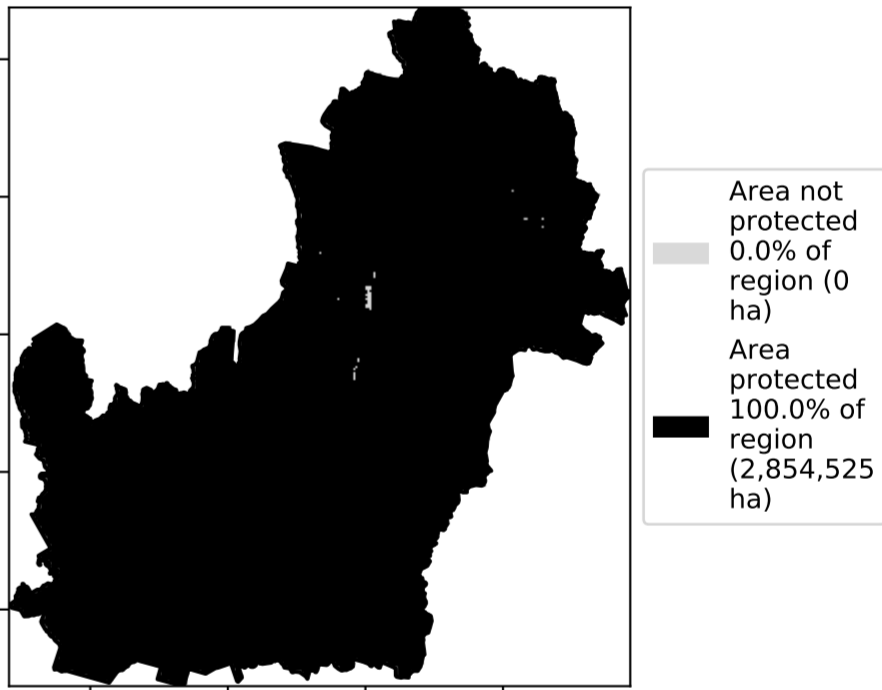 Area not
protected
0.0% of
region (0
ha)
Area
protected
100.0% of
region
(2,854,525
ha)